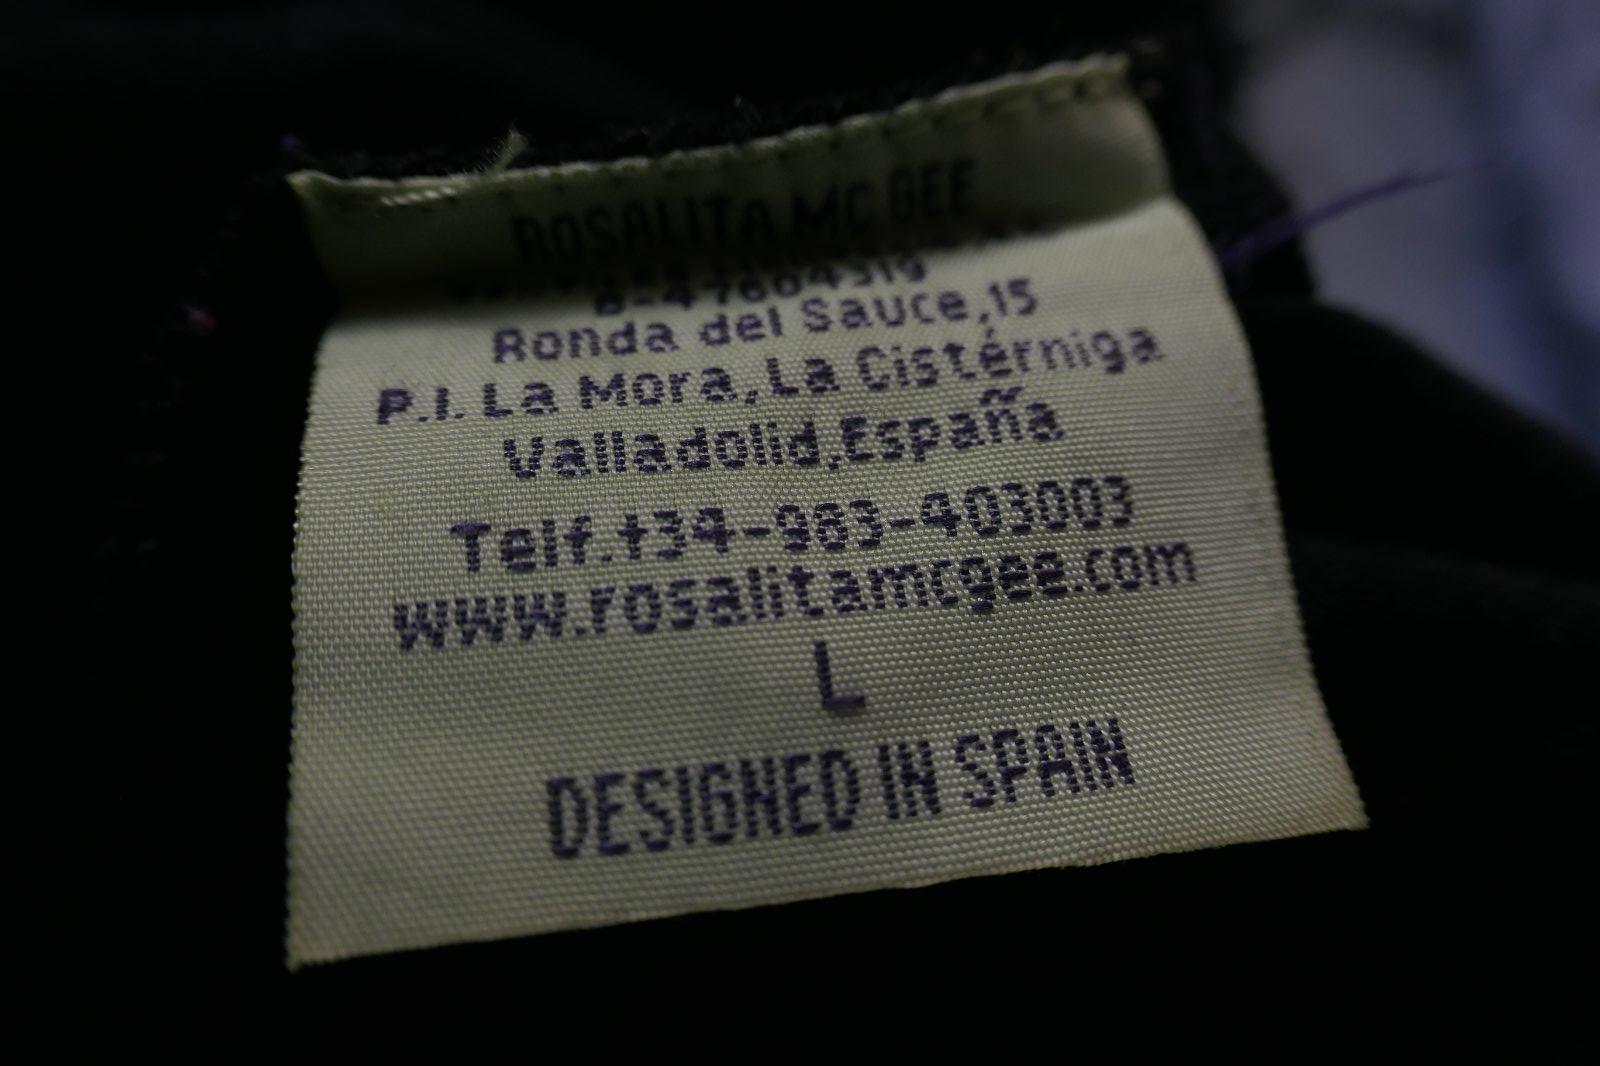 ROSALITA MC GEE
B-47604319
Ronda del Sauce,15
P.I. La Mora, La Cistérniga
Valladolid,España
Telf.+34-983-403003
www.rosalitamcgee.com
L
DESIGNED IN SPAIN